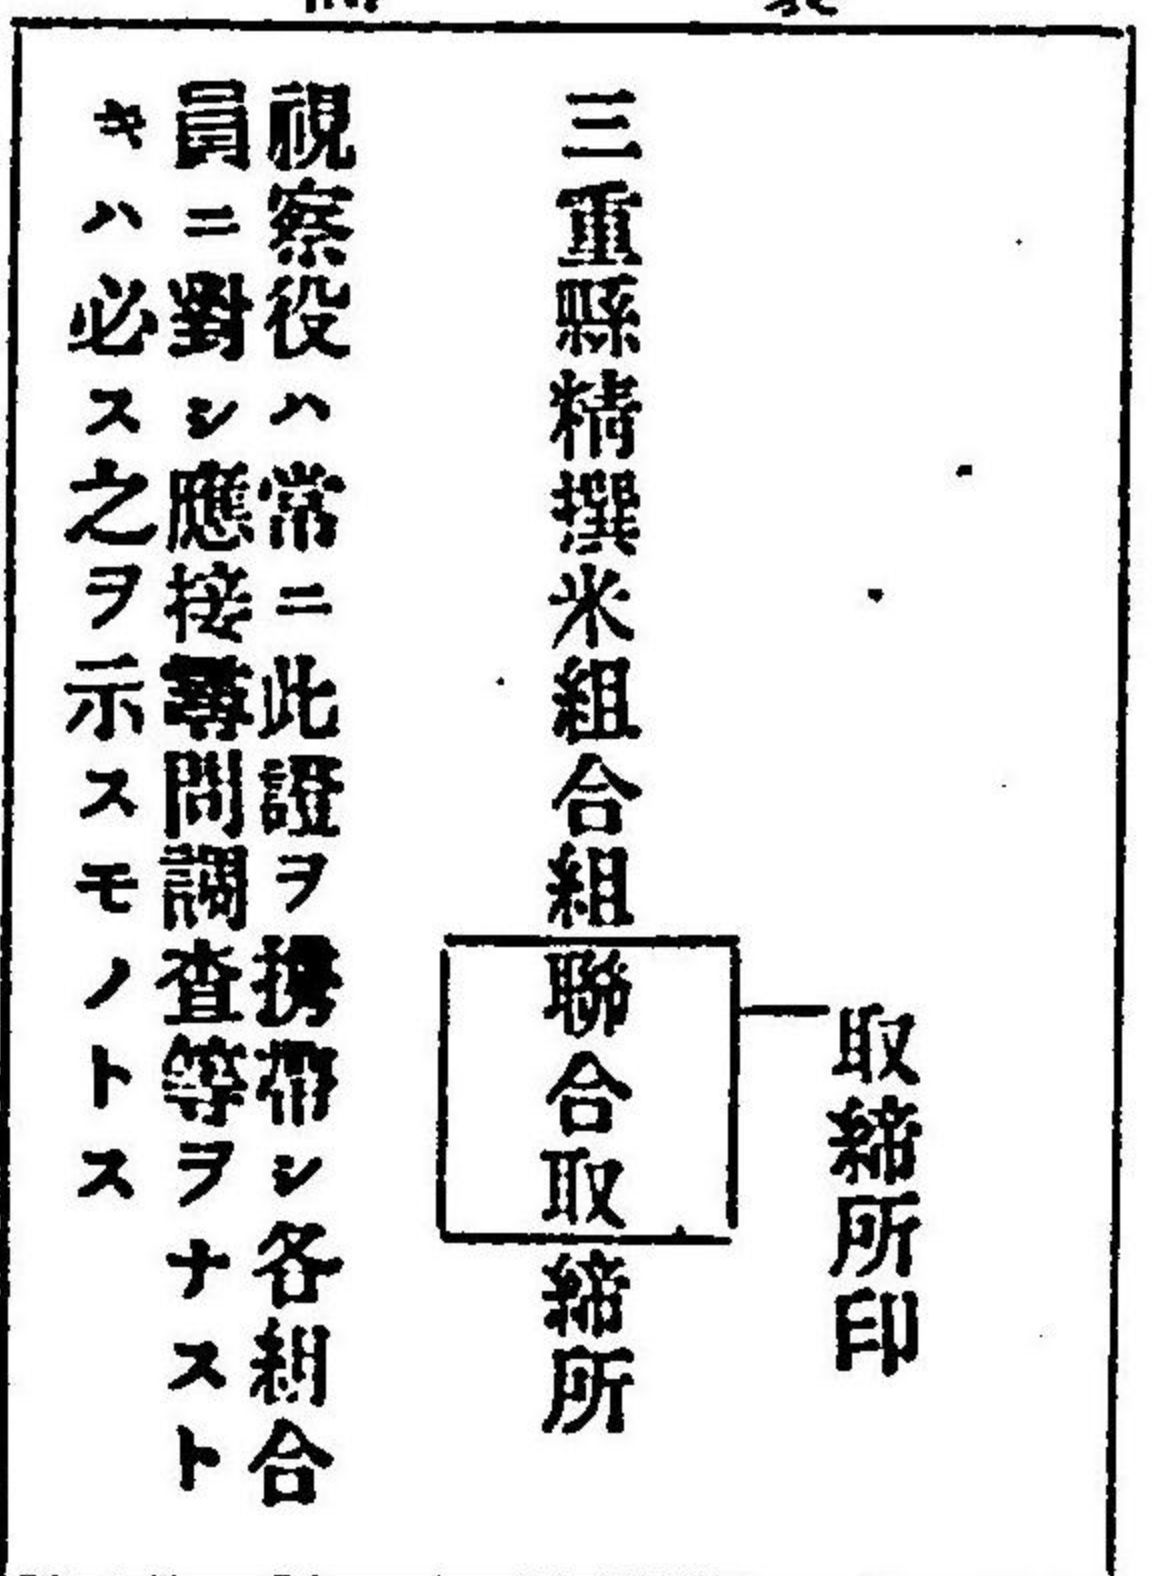 取締所印
三重縣精撰米組合組聯合取締所
視察役ハ常ニ此證ヲ携帶シ各組合
員ニ對シ應接尋問調査等ヲナスト
キハ必ス之ヲ示スモノトス